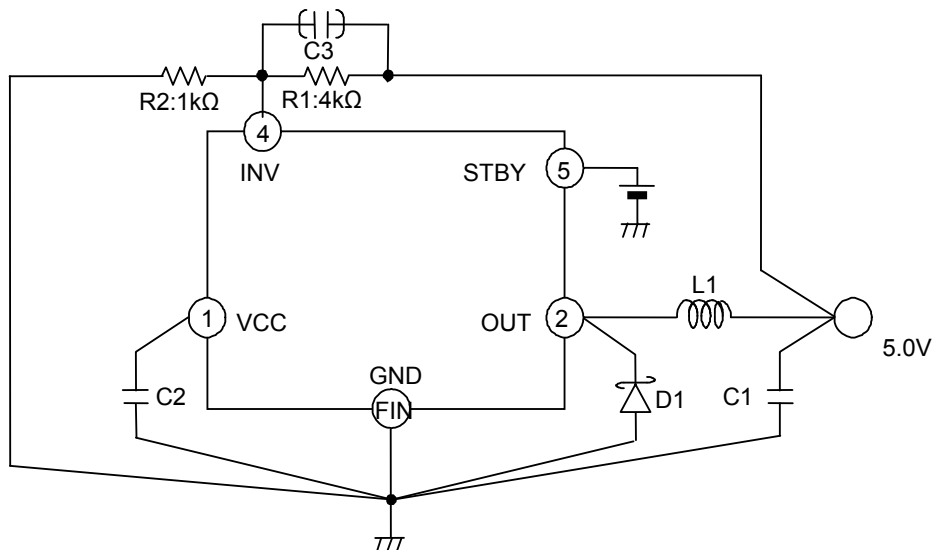 C3
R2:1kΩ
R1:4kΩ
4
INV
STBY
5
L1
1
VCC
OUT
2
5.0V
GND
FIN
C2
D1
C1